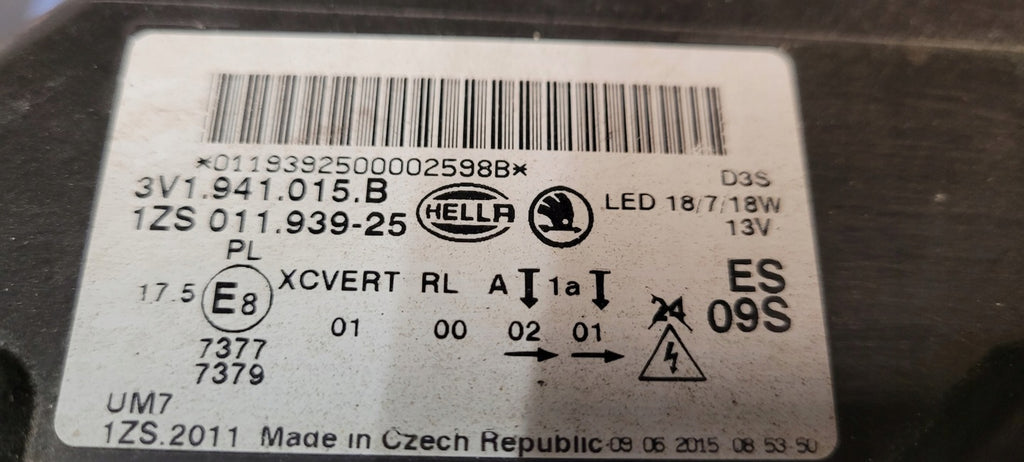 *0119392500002598B*
3V1.941.015.B
1ZS 011.939-25
HELLA
D3S
LED 18/7/18W
13V
PL
17.5 E8 XCVERT RL A 1a
01 00 02 01
24
ES
09S
7377
7379
UM7
1ZS.2011 Made in Czech Republic 09 06 2015 08 53-50